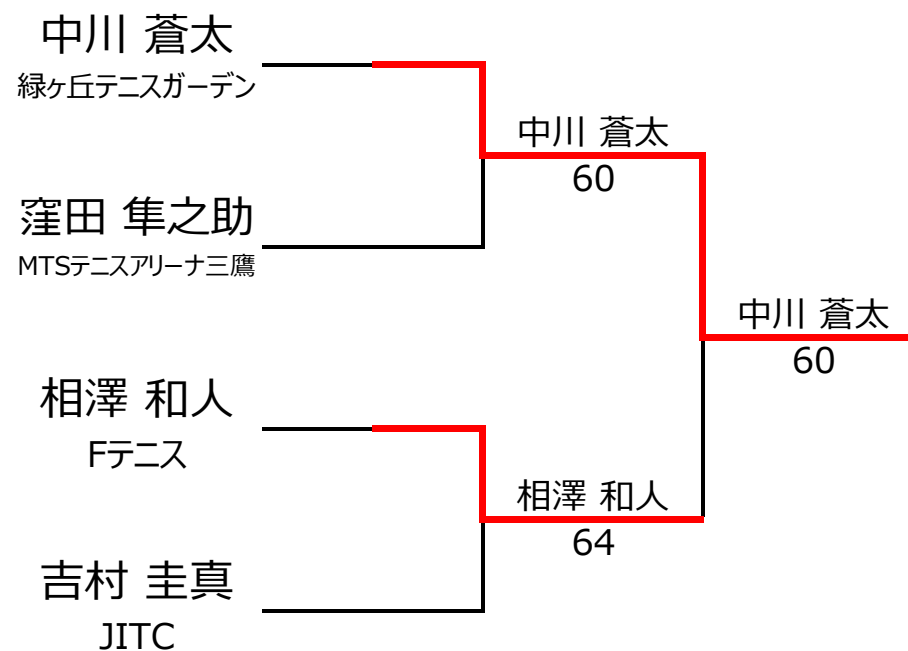 中川 蒼太
緑ヶ丘テニスガーデン
中川 蒼太
60
窪田 隼之助
MTSテニスアリーナ三鷹
中川 蒼太
60
相澤 和人
Fテニス
相澤 和人
64
吉村 圭真
JITC